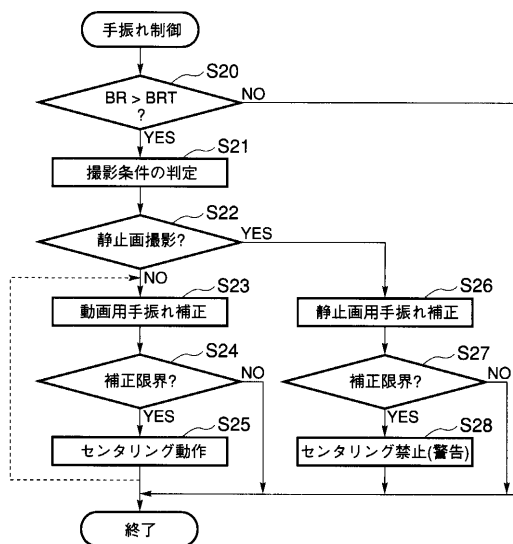 手振れ制御
S20
BR > BRT
?
NO
YES
S21
撮影条件の判定
S22
静止画撮影?
YES
NO
S23
動画用手振れ補正
S26
静止画用手振れ補正
S24
補正限界?
NO
YES
S27
補正限界?
NO
YES
S25
センタリング動作
S28
センタリング禁止(警告)
終了